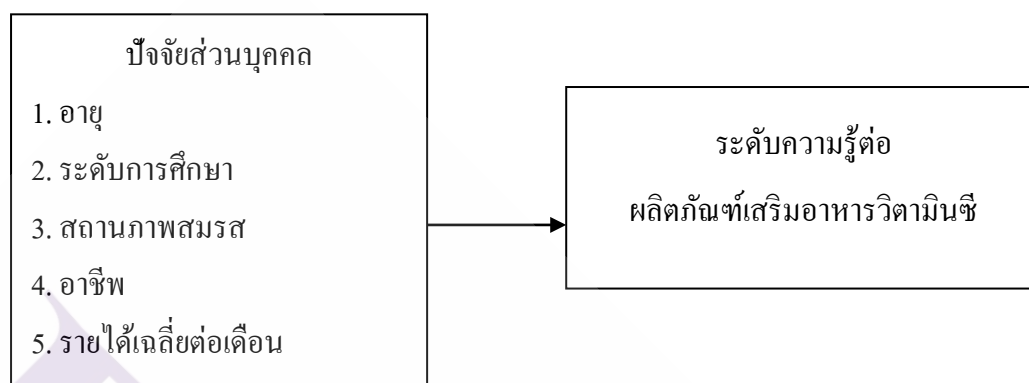 ปัจจัยส่วนบุคคล
1. อายุ
2. ระดับการศึกษา
3. สถานภาพสมรส
4. อาชีพ
5. รายได้เฉลี่ยต่อเดือน
ระดับความรู้ต่อ
ผลิตภัณฑ์เสริมอาหารวิตามินซี